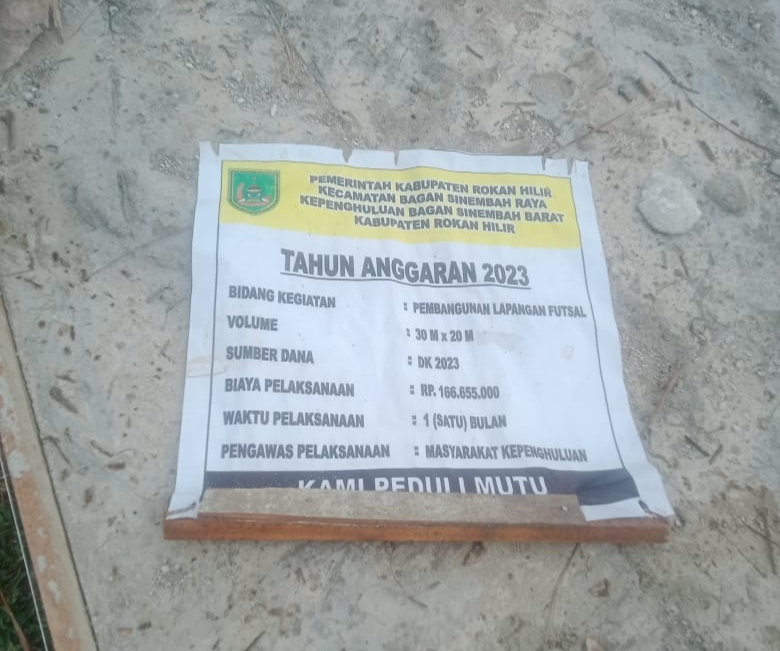 PEMERINTAH KABUPATEN ROKAN HILIR
KECAMATAN BAGAN SINEMBAH RAYA
KEPENGHULUAN BAGAN SINEMBAH BARAT
KABUPATEN ROKAN HILIR
TAHUN ANGGARAN 2023
BIDANG KEGIATAN : PEMBANGUNAN LAPANGAN FUTSAL
VOLUME : 30 M x 20 M
SUMBER DANA : DK 2023
BIAYA PELAKSANAAN : RP. 166.655.000
WAKTU PELAKSANAAN : 1 (SATU) BULAN
PENGAWAS PELAKSANAAN : MASYARAKAT KEPENGHULUAN
KAMI PEDULI MUTU